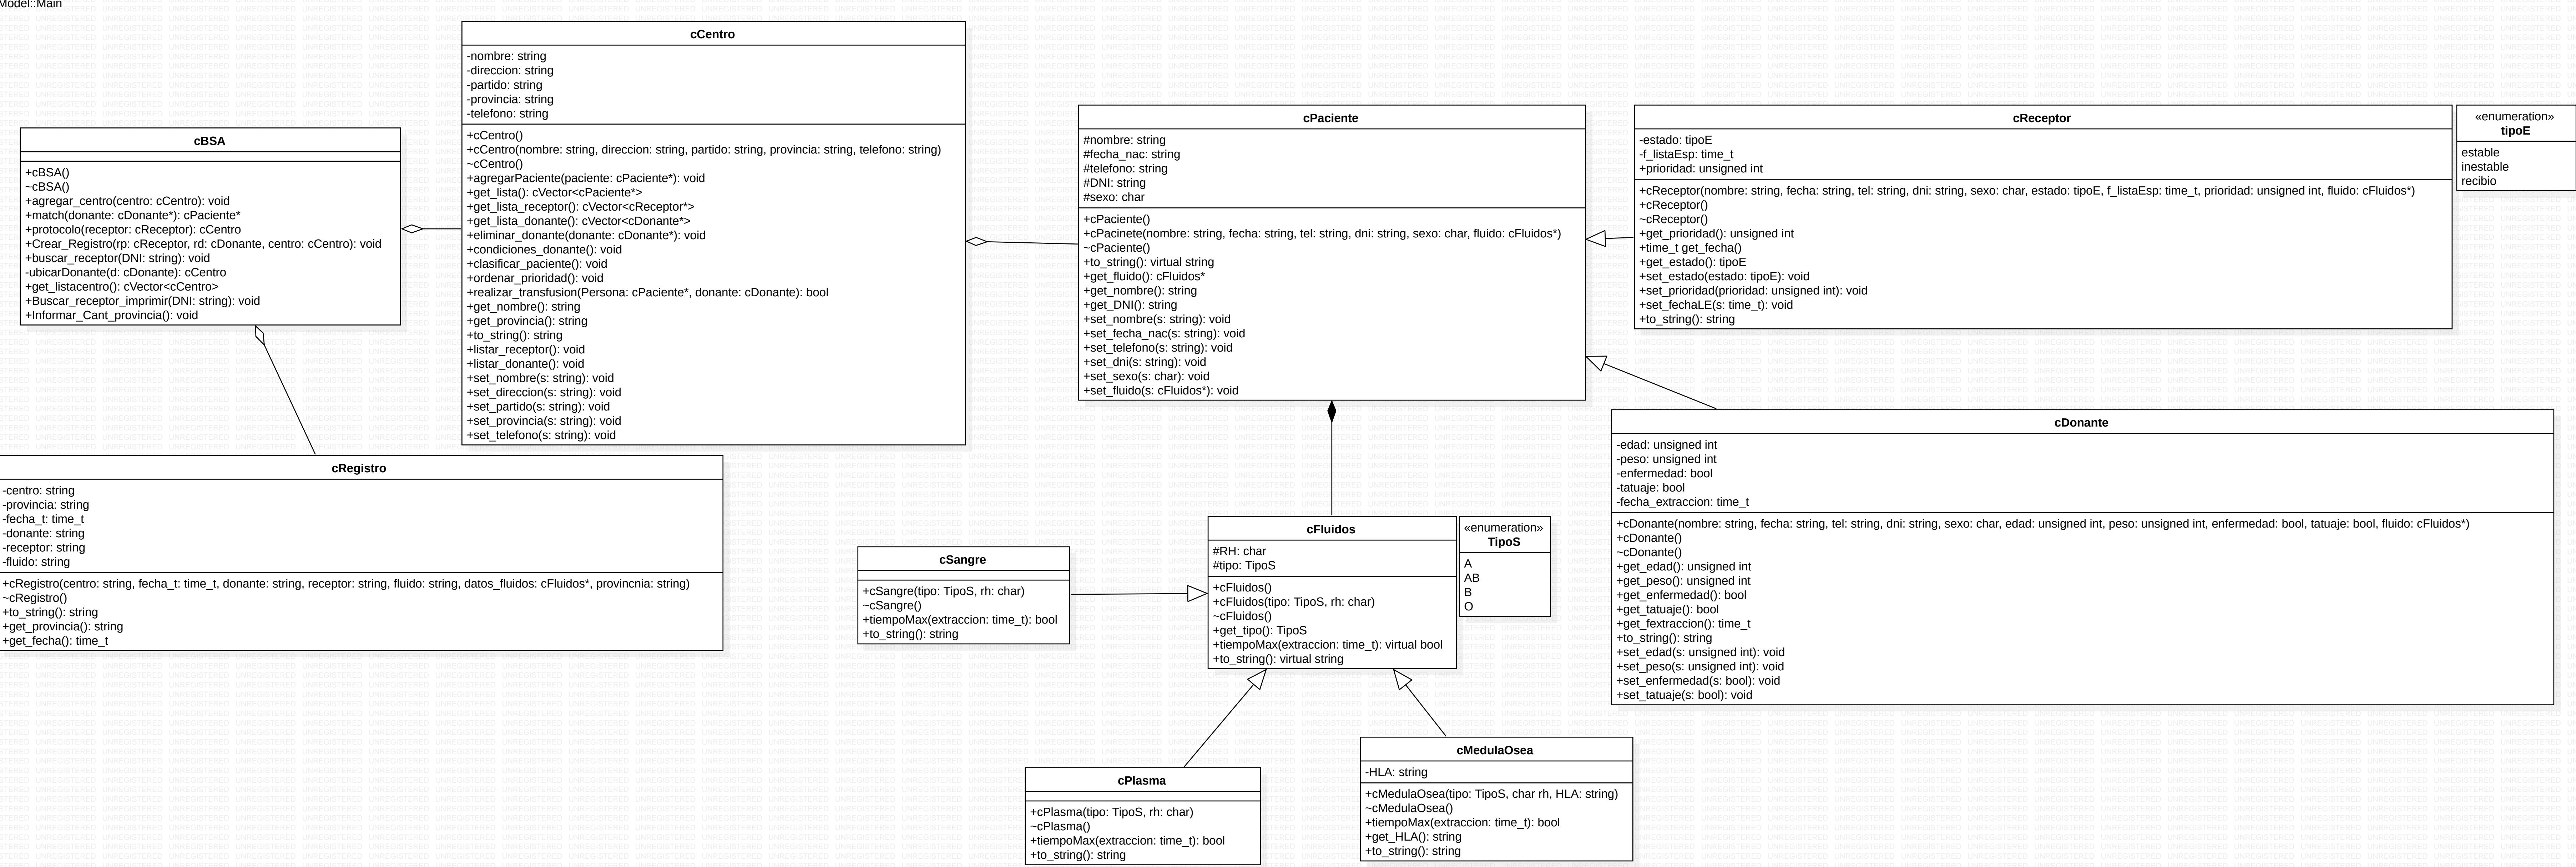 Model::Main
cBSA
+cBSA()
~cBSA()
+agregar_centro(centro: cCentro): void
+match(donante: cDonante*): cPaciente*
+protocolo(receptor: cReceptor): cCentro
+Crear_Registro(rp: cReceptor, rd: cDonante, centro: cCentro): void
+buscar_receptor(DNI: string): void
-ubicarDonante(d: cDonante): cCentro
+get_listacentro(): cVector<cCentro>
+Buscar_receptor_imprimir(DNI: string): void
+Informar_Cant_provincia(): void
cCentro
-nombre: string
-direccion: string
-partido: string
-provincia: string
-telefono: string
+cCentro()
+cCentro(nombre: string, direccion: string, partido: string, provincia: string, telefono: string)
~cCentro()
+agregarPaciente(paciente: cPaciente*): void
+get_lista(): cVector<cPaciente*>
+get_lista_receptor(): cVector<cReceptor*>
+get_lista_donante(): cVector<cDonante*>
+eliminar_donante(donante: cDonante*): void
+condiciones_donante(): void
+clasificar_paciente(): void
+ordenar_prioridad(): void
+realizar_transfusion(Persona: cPaciente*, donante: cDonante): bool
+get_nombre(): string
+get_provincia(): string
+to_string(): string
+listar_receptor(): void
+listar_donante(): void
+set_nombre(s: string): void
+set_direccion(s: string): void
+set_partido(s: string): void
+set_provincia(s: string): void
+set_telefono(s: string): void
cPaciente
#nombre: string
#fecha_nac: string
#telefono: string
#DNI: string
#sexo: char
+cPaciente()
+cPacinete(nombre: string, fecha: string, tel: string, dni: string, sexo: char, fluido: cFluidos*)
~cPaciente()
+to_string(): virtual string
+get_fluido(): cFluidos*
+get_nombre(): string
+get_DNI(): string
+set_nombre(s: string): void
+set_fecha_nac(s: string): void
+set_telefono(s: string): void
+set_dni(s: string): void
+set_sexo(s: char): void
+set_fluido(s: cFluidos*): void
cReceptor
-estado: tipoE
-f_listaEsp: time_t
+prioridad: unsigned int
+cReceptor(nombre: string, fecha: string, tel: string, dni: string, sexo: char, estado: tipoE, f_listaEsp: time_t, prioridad: unsigned int, fluido: cFluidos*)
+cReceptor()
~cReceptor()
+get_prioridad(): unsigned int
+time_t get_fecha()
+get_estado(): tipoE
+set_estado(estado: tipoE): void
+set_prioridad(prioridad: unsigned int): void
+set_fechaLE(s: time_t): void
+to_string(): string
«enumeration»
tipoE
estable
inestable
recibio
cRegistro
-centro: string
-provincia: string
-fecha_t: time_t
-donante: string
-receptor: string
-fluido: string
+cRegistro(centro: string, fecha_t: time_t, donante: string, receptor: string, fluido: string, datos_fluidos: cFluidos*, provincnia: string)
~cRegistro()
+to_string(): string
+get_provincia(): string
+get_fecha(): time_t
cSangre
+cSangre(tipo: TipoS, rh: char)
~cSangre()
+tiempoMax(extraccion: time_t): bool
+to_string(): string
cFluidos
#RH: char
#tipo: TipoS
+cFluidos()
+cFluidos(tipo: TipoS, rh: char)
~cFluidos()
+get_tipo(): TipoS
+tiempoMax(extraccion: time_t): virtual bool
+to_string(): virtual string
«enumeration»
TipoS
A
AB
B
O
cDonante
-edad: unsigned int
-peso: unsigned int
-enfermedad: bool
-tatuaje: bool
-fecha_extraccion: time_t
+cDonante(nombre: string, fecha: string, tel: string, dni: string, sexo: char, edad: unsigned int, peso: unsigned int, enfermedad: bool, tatuaje: bool, fluido: cFluidos*)
+cDonante()
~cDonante()
+get_edad(): unsigned int
+get_peso(): unsigned int
+get_enfermedad(): bool
+get_tatuaje(): bool
+get_fextraccion(): time_t
+to_string(): string
+set_edad(s: unsigned int): void
+set_peso(s: unsigned int): void
+set_enfermedad(s: bool): void
+set_tatuaje(s: bool): void
cPlasma
+cPlasma(tipo: TipoS, rh: char)
~cPlasma()
+tiempoMax(extraccion: time_t): bool
+to_string(): string
cMedulaOsea
-HLA: string
+cMedulaOsea(tipo: TipoS, char rh, HLA: string)
~cMedulaOsea()
+tiempoMax(extraccion: time_t): bool
+get_HLA(): string
+to_string(): string